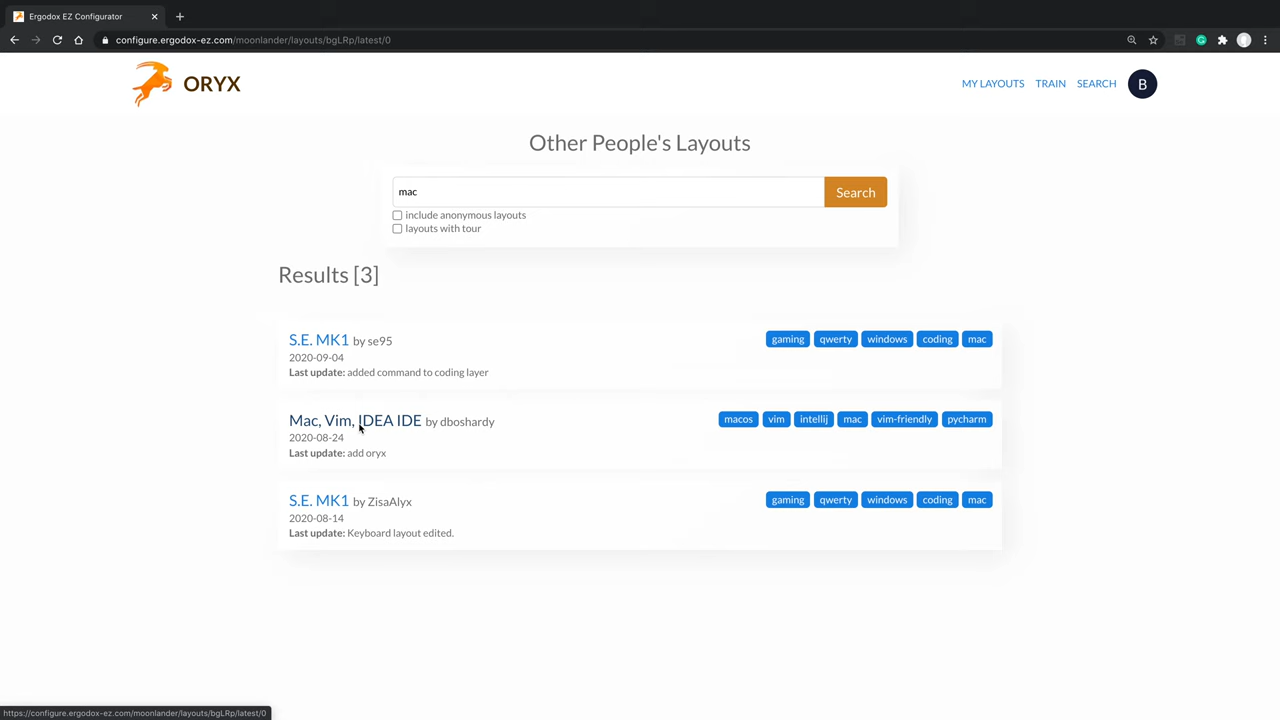 Ergodox EZ Configurator
configure.ergodox-ez.com/moonlander/layouts/bgLRp/latest/0
ORYX
MY LAYOUTS TRAIN SEARCH B
Other People's Layouts
mac Search
include anonymous layouts
layouts with tour
Results [3]
S.E. MK1 by se95 gaming qwerty windows coding mac
2020-09-04
Last update: added command to coding layer
Mac, Vim, IDEA IDE by dboshardy macos vim intellij mac vim-friendly pycharm
2020-08-24
Last update: add oryx
S.E. MK1 by ZisaAlyx gaming qwerty windows coding mac
2020-08-14
Last update: Keyboard layout edited.
https://configure.ergodox-ez.com/moonlander/layouts/bgLRp/latest/0